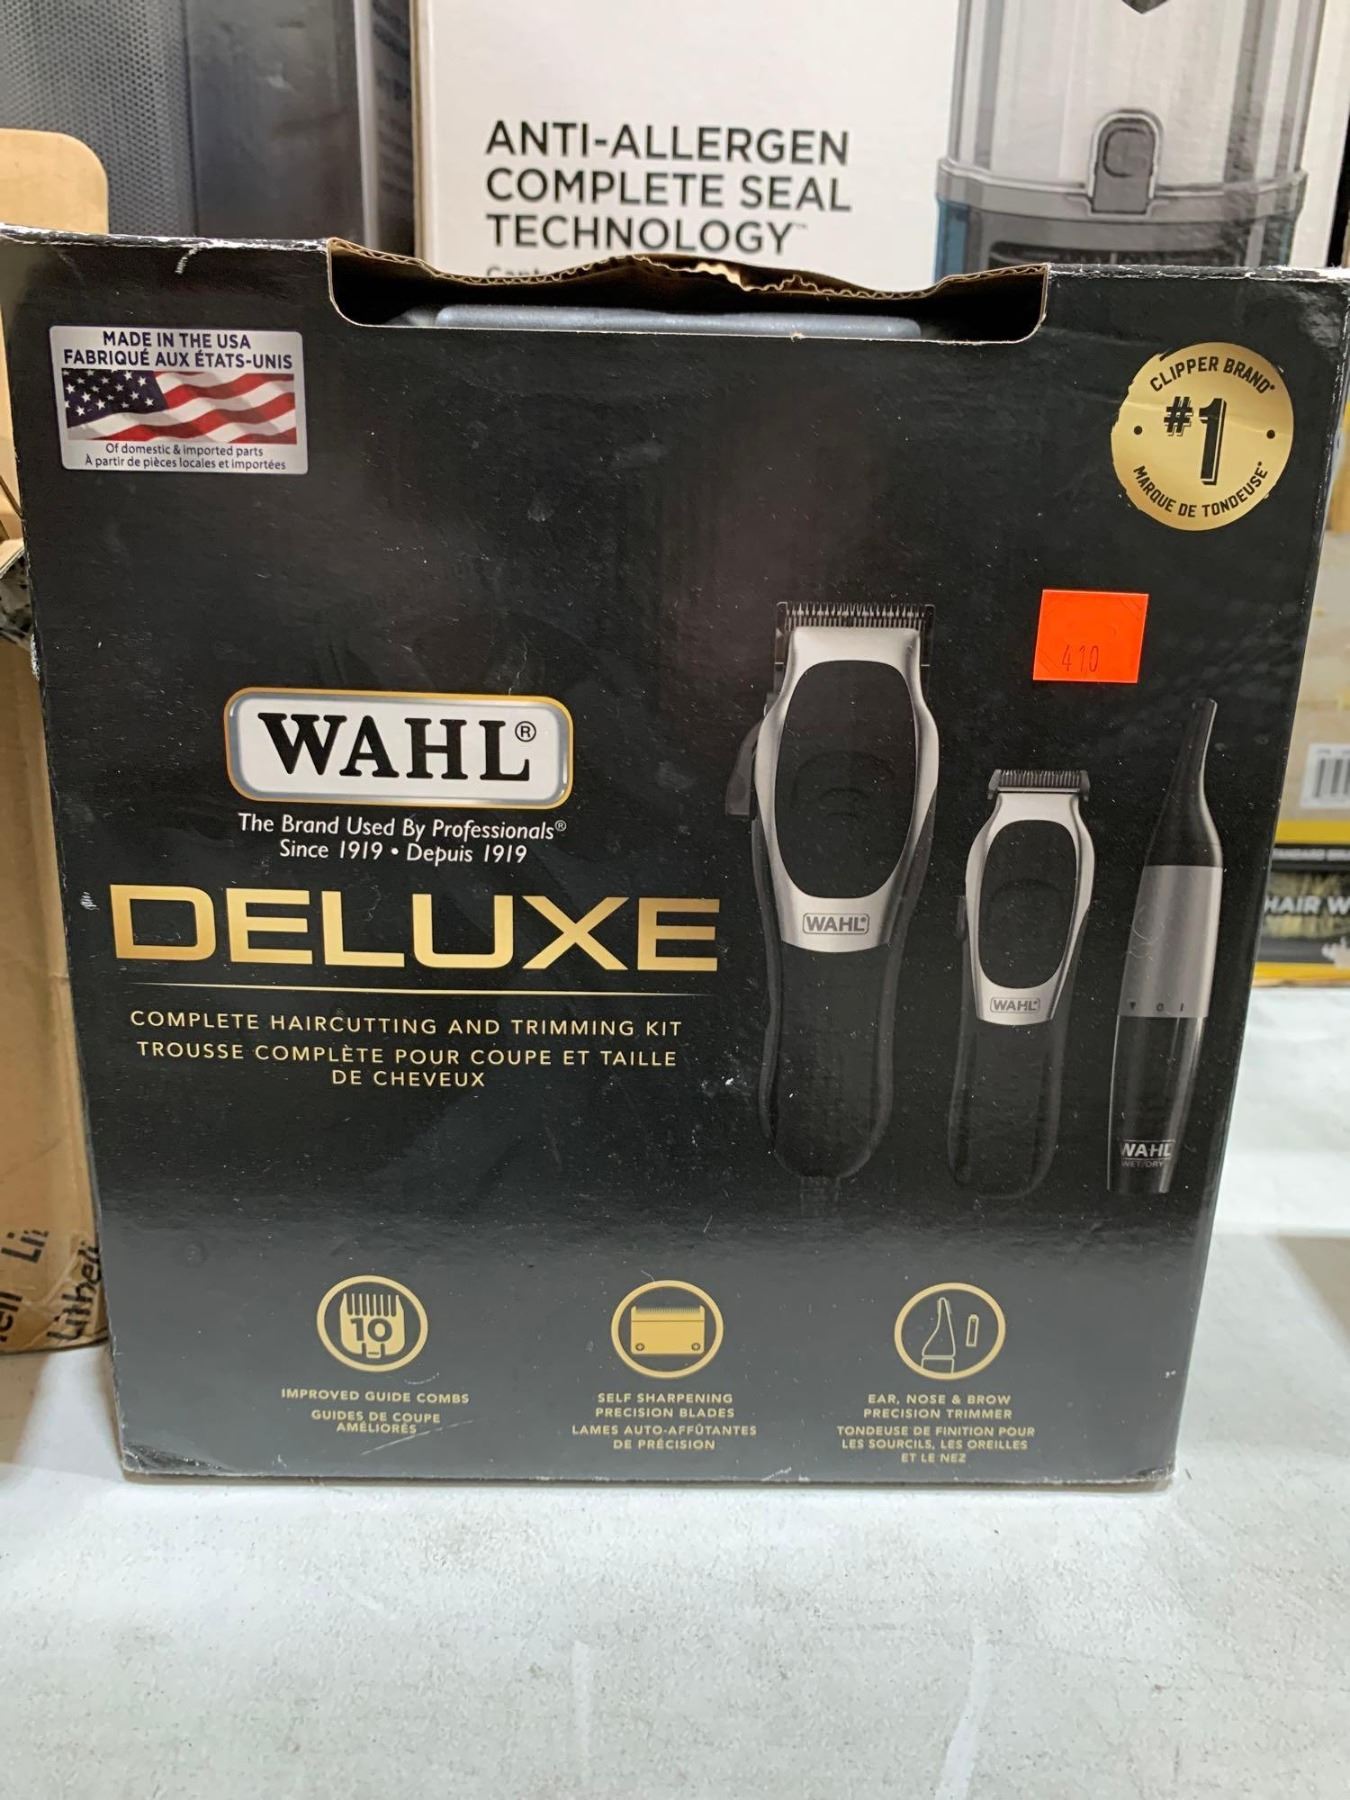 ANTI-ALLERGEN
COMPLETE SEAL
TECHNOLOGY™
MADE IN THE USA
FABRIQUÉ AUX ÉTATS-UNIS
Of domestic & imported parts
À partir de pièces locales et importées
CLIPPER BRAND*
#1
MARQUE DE TONDEUSE*
410
WAHL®
The Brand Used By Professionals®
Since 1919 • Depuis 1919
DELUXE
COMPLETE HAIRCUTTING AND TRIMMING KIT
TROUSSE COMPLÈTE POUR COUPE ET TAILLE
DE CHEVEUX
WAHL®
WAHL®
WAHL
WET/DRY
HAIR W
10
IMPROVED GUIDE COMBS
GUIDES DE COUPE
AMÉLIORÉS
SELF SHARPENING
PRECISION BLADES
LAMES AUTO-AFFÛTANTES
DE PRÉCISION
EAR, NOSE & BROW
PRECISION TRIMMER
TONDEUSE DE FINITION POUR
LES SOURCILS, LES OREILLES
ET LE NEZ
Litheli